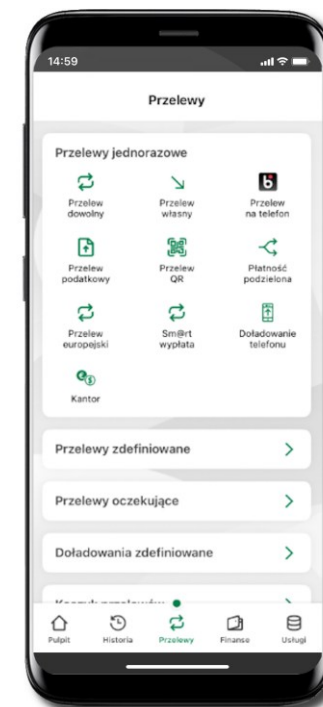 14:59
Przelewy
Przelewy jednorazowe
Przelew
dowolny
Przelew
własny
Przelew
na telefon
Przelew
podatkowy
Przelew
QR
Płatność
podzielona
Przelew
europejski
Sm@rt
wypłata
Doładowanie
telefonu
Kantor
Przelewy zdefiniowane
Przelewy oczekujące
Doładowania zdefiniowane
Pulpit
Historia
Przelewy
Finanse
Usługi